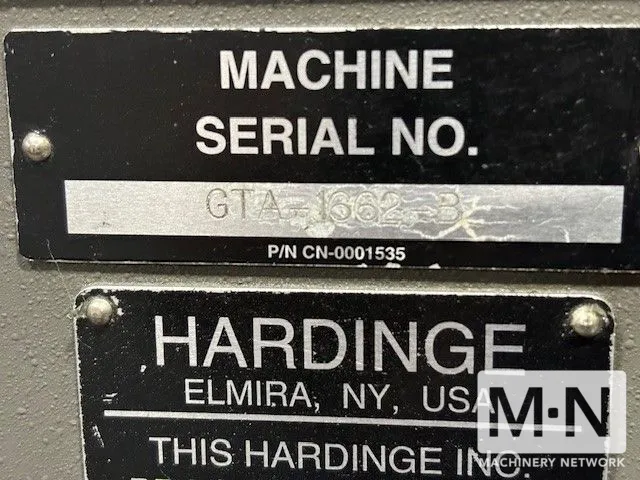 MACHINE
SERIAL NO.
GTA-1662-B
P/N CN-0001535
HARDINGE
ELMIRA, NY, USA
THIS HARDINGE INC.
M·N
MACHINERY NETWORK